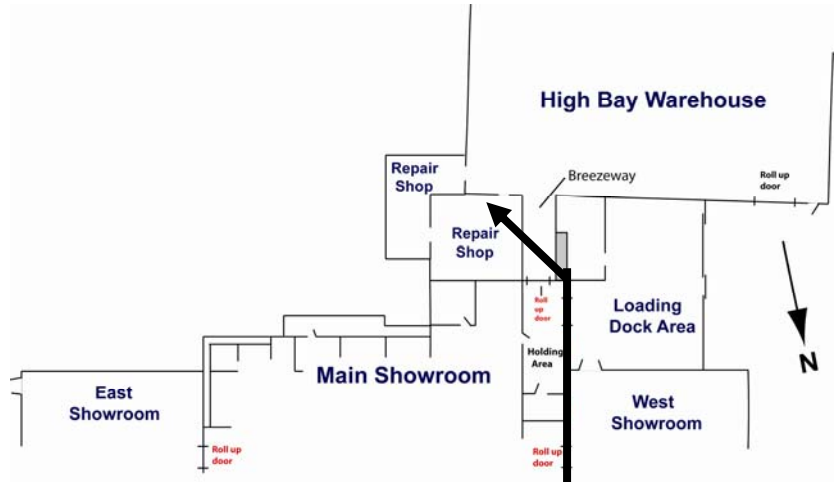 High Bay Warehouse
Repair
Shop
Breezeway
Roll up
door
Repair
Shop
Roll
up
door
Loading
Dock Area
N
Holding
Area
Main Showroom
East
Showroom
West
Showroom
Roll up
door
Roll up
door